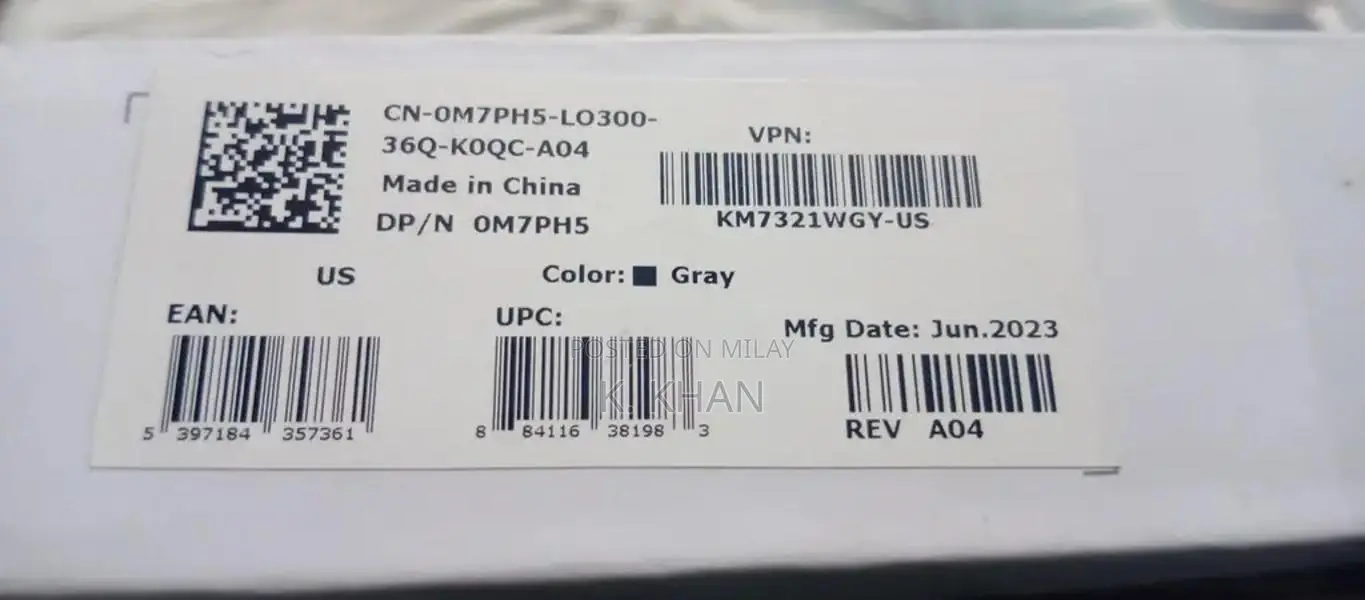 CN-0M7PH5-LO300-
36Q-K0QC-A04
Made in China
DP/N 0M7PH5
VPN:
KM7321WGY-US
US
Color: Gray
EAN:
5 397184 357361
UPC:
8 84116 38198 3
Mfg Date: Jun.2023
REV A04
POSTED ON MILAY
K. KHAN